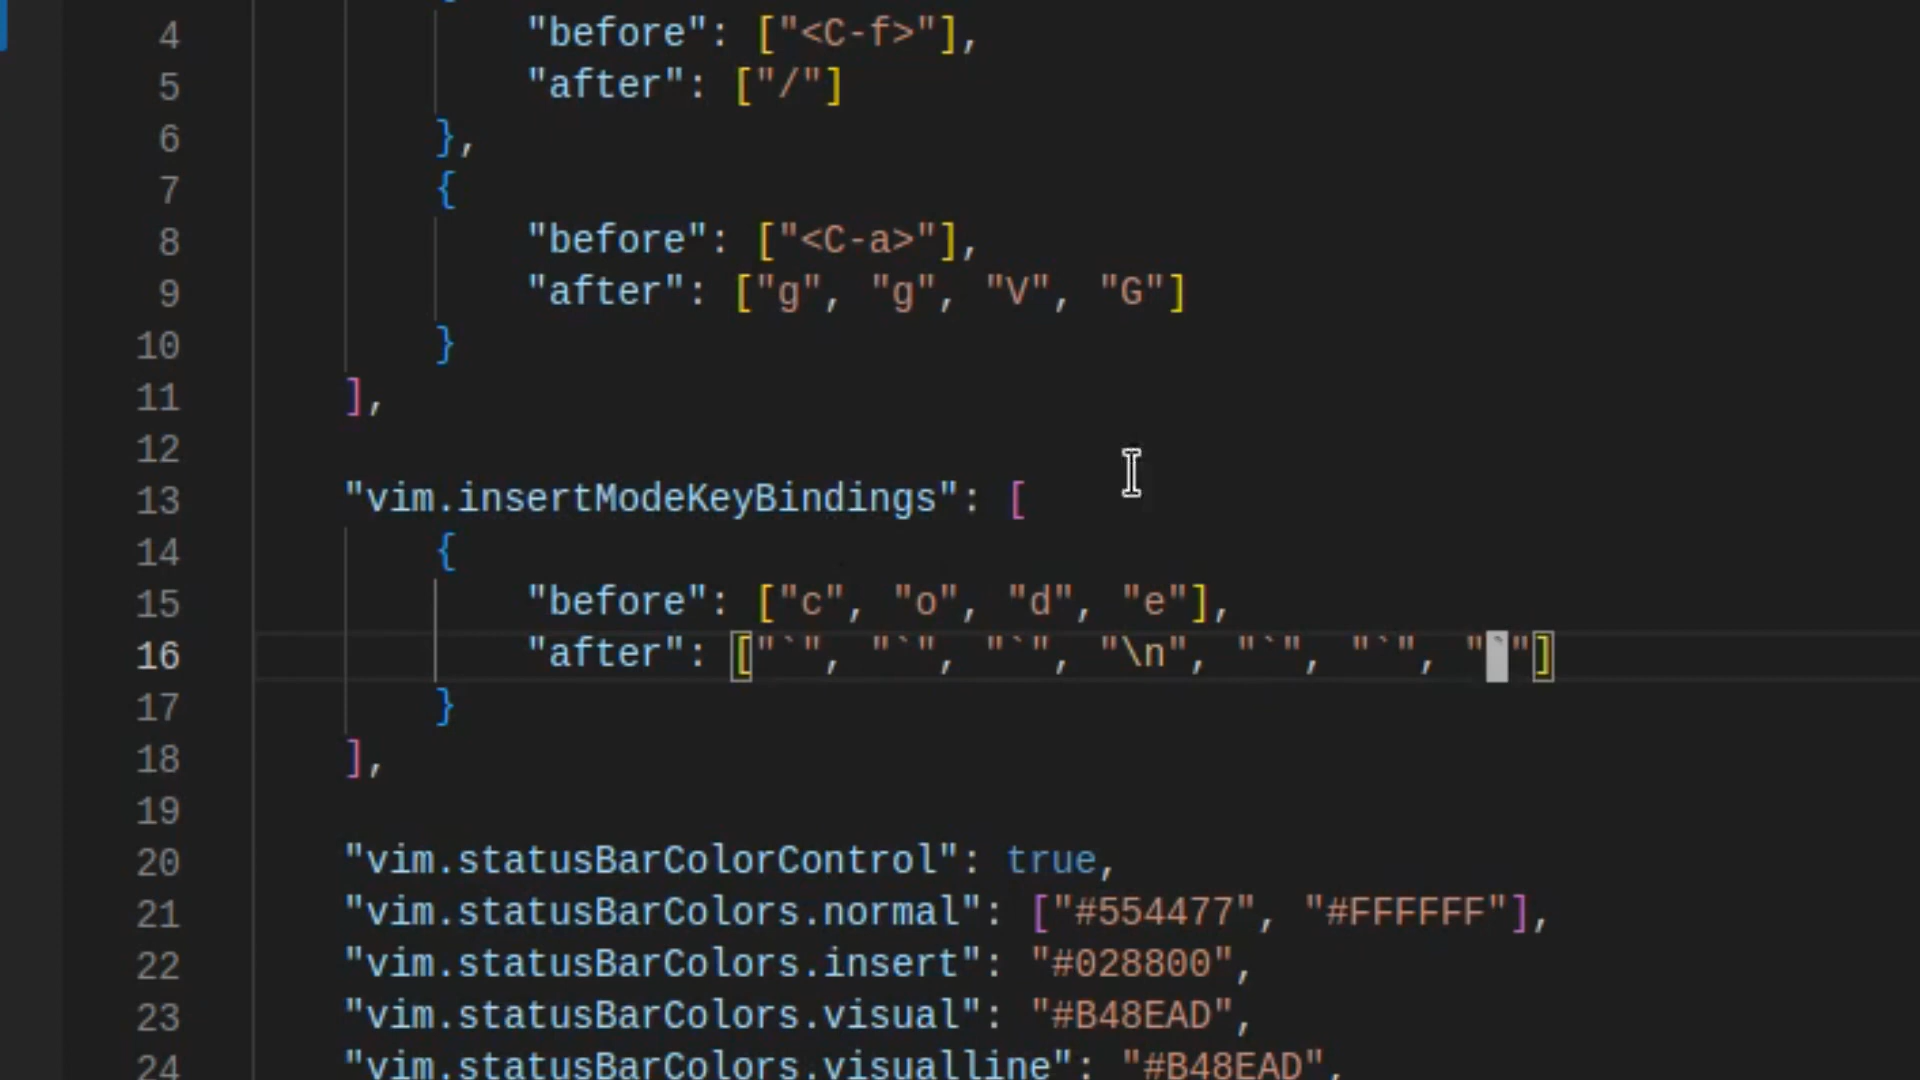 4 "before": ["<C-f>"],
5 "after": ["/"]
6 },
7 {
8 "before": ["<C-a>"],
9 "after": ["g", "g", "V", "G"]
10 }
11 ],
12
13 "vim.insertModeKeyBindings": [
14 {
15 "before": ["c", "o", "d", "e"],
16 "after": ["`", "`", "`", "\n", "`", "`", "`"]
17 }
18 ],
19
20 "vim.statusBarColorControl": true,
21 "vim.statusBarColors.normal": ["#554477", "#FFFFFF"],
22 "vim.statusBarColors.insert": "#028800",
23 "vim.statusBarColors.visual": "#B48EAD",
24 "vim.statusBarColors.visualline": "#B48EAD",